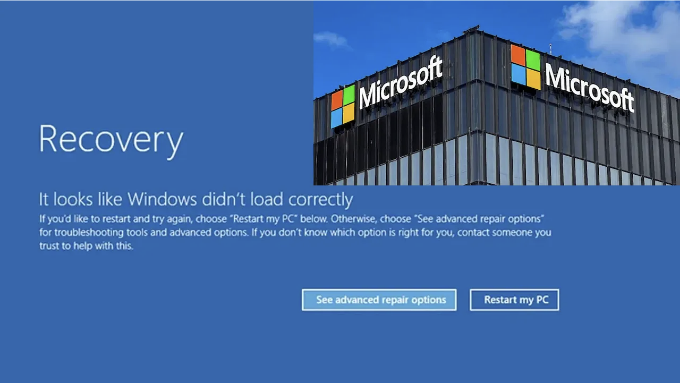 Microsoft
Microsoft
Recovery
It looks like Windows didn't load correctly
If you'd like to restart and try again, choose "Restart my PC" below. Otherwise, choose "See advanced repair options"
for troubleshooting tools and advanced options. If you don't know which option is right for you, contact someone you
trust to help with this.
See advanced repair options
Restart my PC